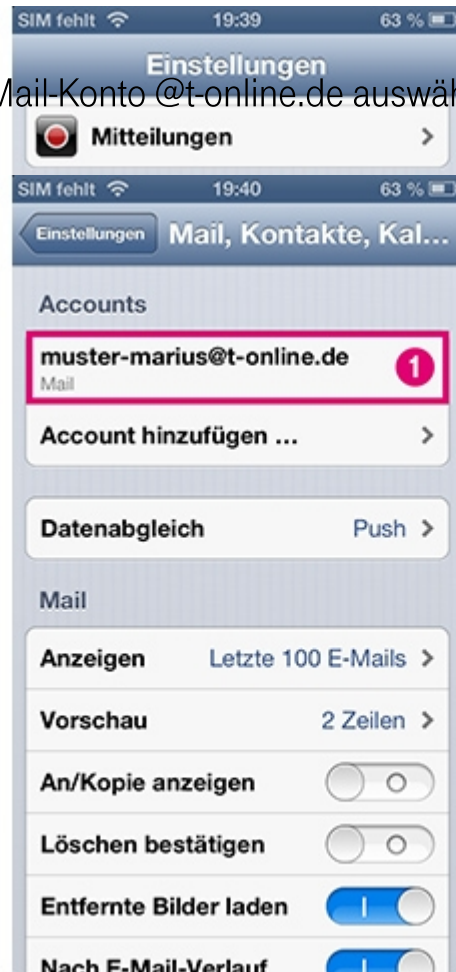 SIM fehlt 19:39 63 %
Einstellungen
Mail-Konto @t-online.de auswäh
Mitteilungen
SIM fehlt 19:40 63 %
Einstellungen Mail, Kontakte, Kal...
Accounts
muster-marius@t-online.de 1
Mail
Account hinzufügen ...
Datenabgleich Push
Mail
Anzeigen Letzte 100 E-Mails
Vorschau 2 Zeilen
An/Kopie anzeigen
Löschen bestätigen
Entfernte Bilder laden
Nach E-Mail-Verlauf